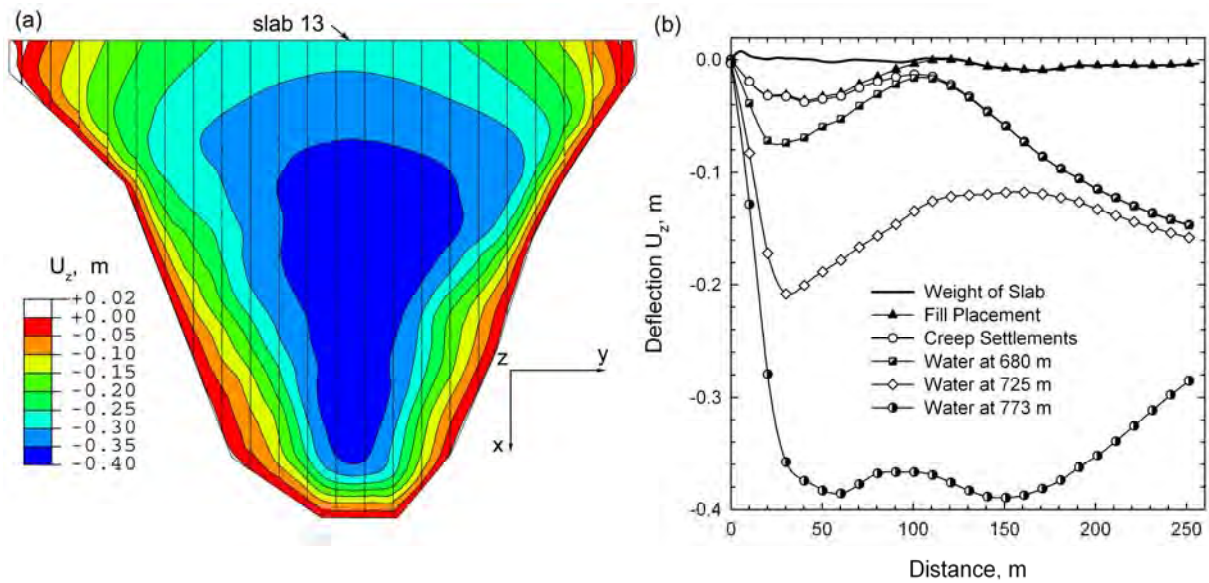 (a)
slab 13
U_z, m
+0.02
+0.00
-0.05
-0.10
-0.15
-0.20
-0.25
-0.30
-0.35
-0.40
z
y
x
(b)
0.0
-0.1
-0.2
-0.3
-0.4
Deflection U_z, m
Weight of Slab
Fill Placement
Creep Settlements
Water at 680 m
Water at 725 m
Water at 773 m
0 50 100 150 200 250
Distance, m